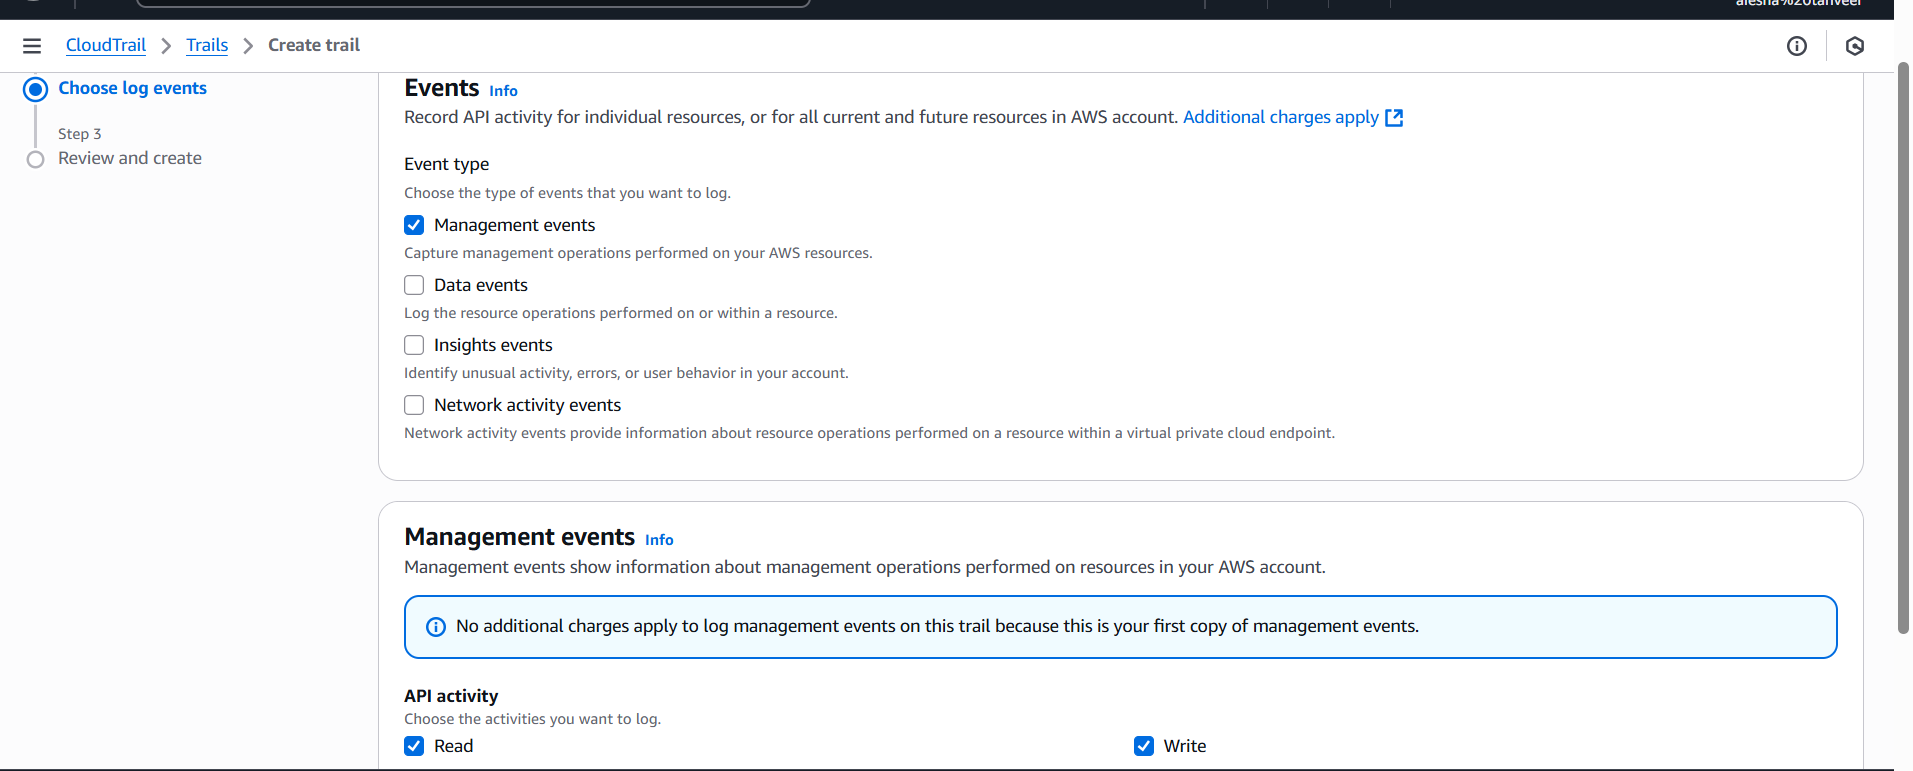 CloudTrail > Trails > Create trail
Choose log events
Step 3
Review and create
Events Info
Record API activity for individual resources, or for all current and future resources in AWS account. Additional charges apply
Event type
Choose the type of events that you want to log.
Management events
Capture management operations performed on your AWS resources.
Data events
Log the resource operations performed on or within a resource.
Insights events
Identify unusual activity, errors, or user behavior in your account.
Network activity events
Network activity events provide information about resource operations performed on a resource within a virtual private cloud endpoint.
Management events Info
Management events show information about management operations performed on resources in your AWS account.
No additional charges apply to log management events on this trail because this is your first copy of management events.
API activity
Choose the activities you want to log.
Read
Write